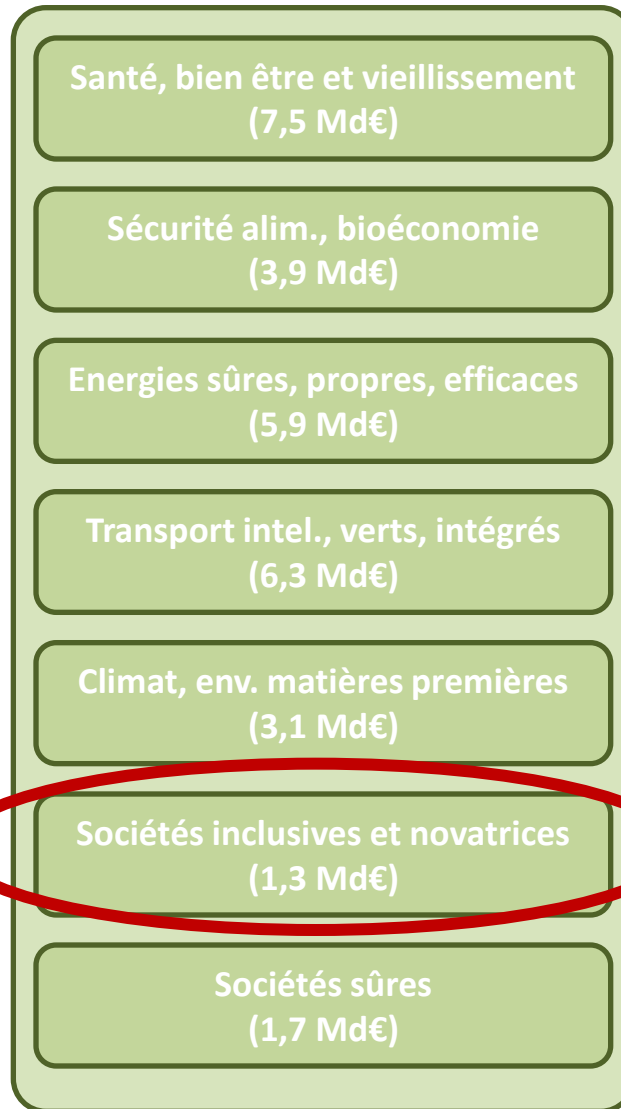 Santé, bien être et vieillissement
(7,5 Md€)
Sécurité alim., bioéconomie
(3,9 Md€)
Energies sûres, propres, efficaces
(5,9 Md€)
Transport intel., verts, intégrés
(6,3 Md€)
Climat, env. matières premières
(3,1 Md€)
Sociétés inclusives et novatrices
(1,3 Md€)
Sociétés sûres
(1,7 Md€)